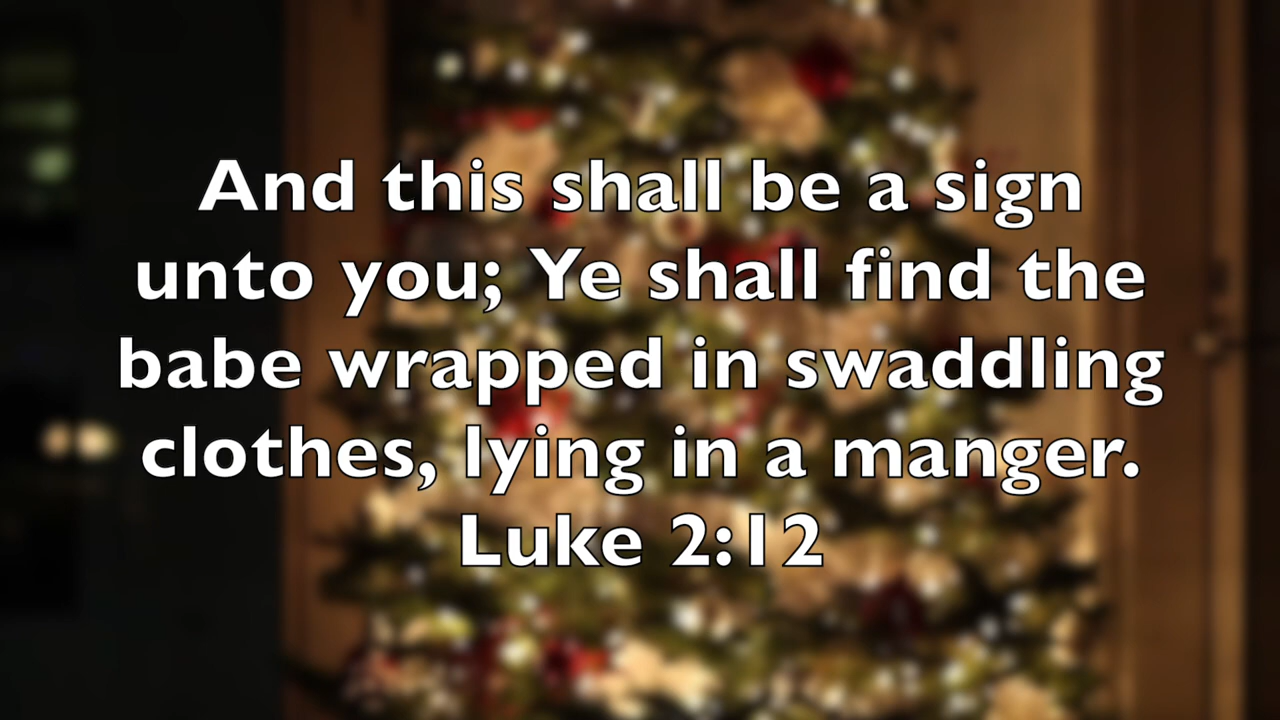 And this shall be a sign
unto you; Ye shall find the
babe wrapped in swaddling
clothes, lying in a manger.
Luke 2:12